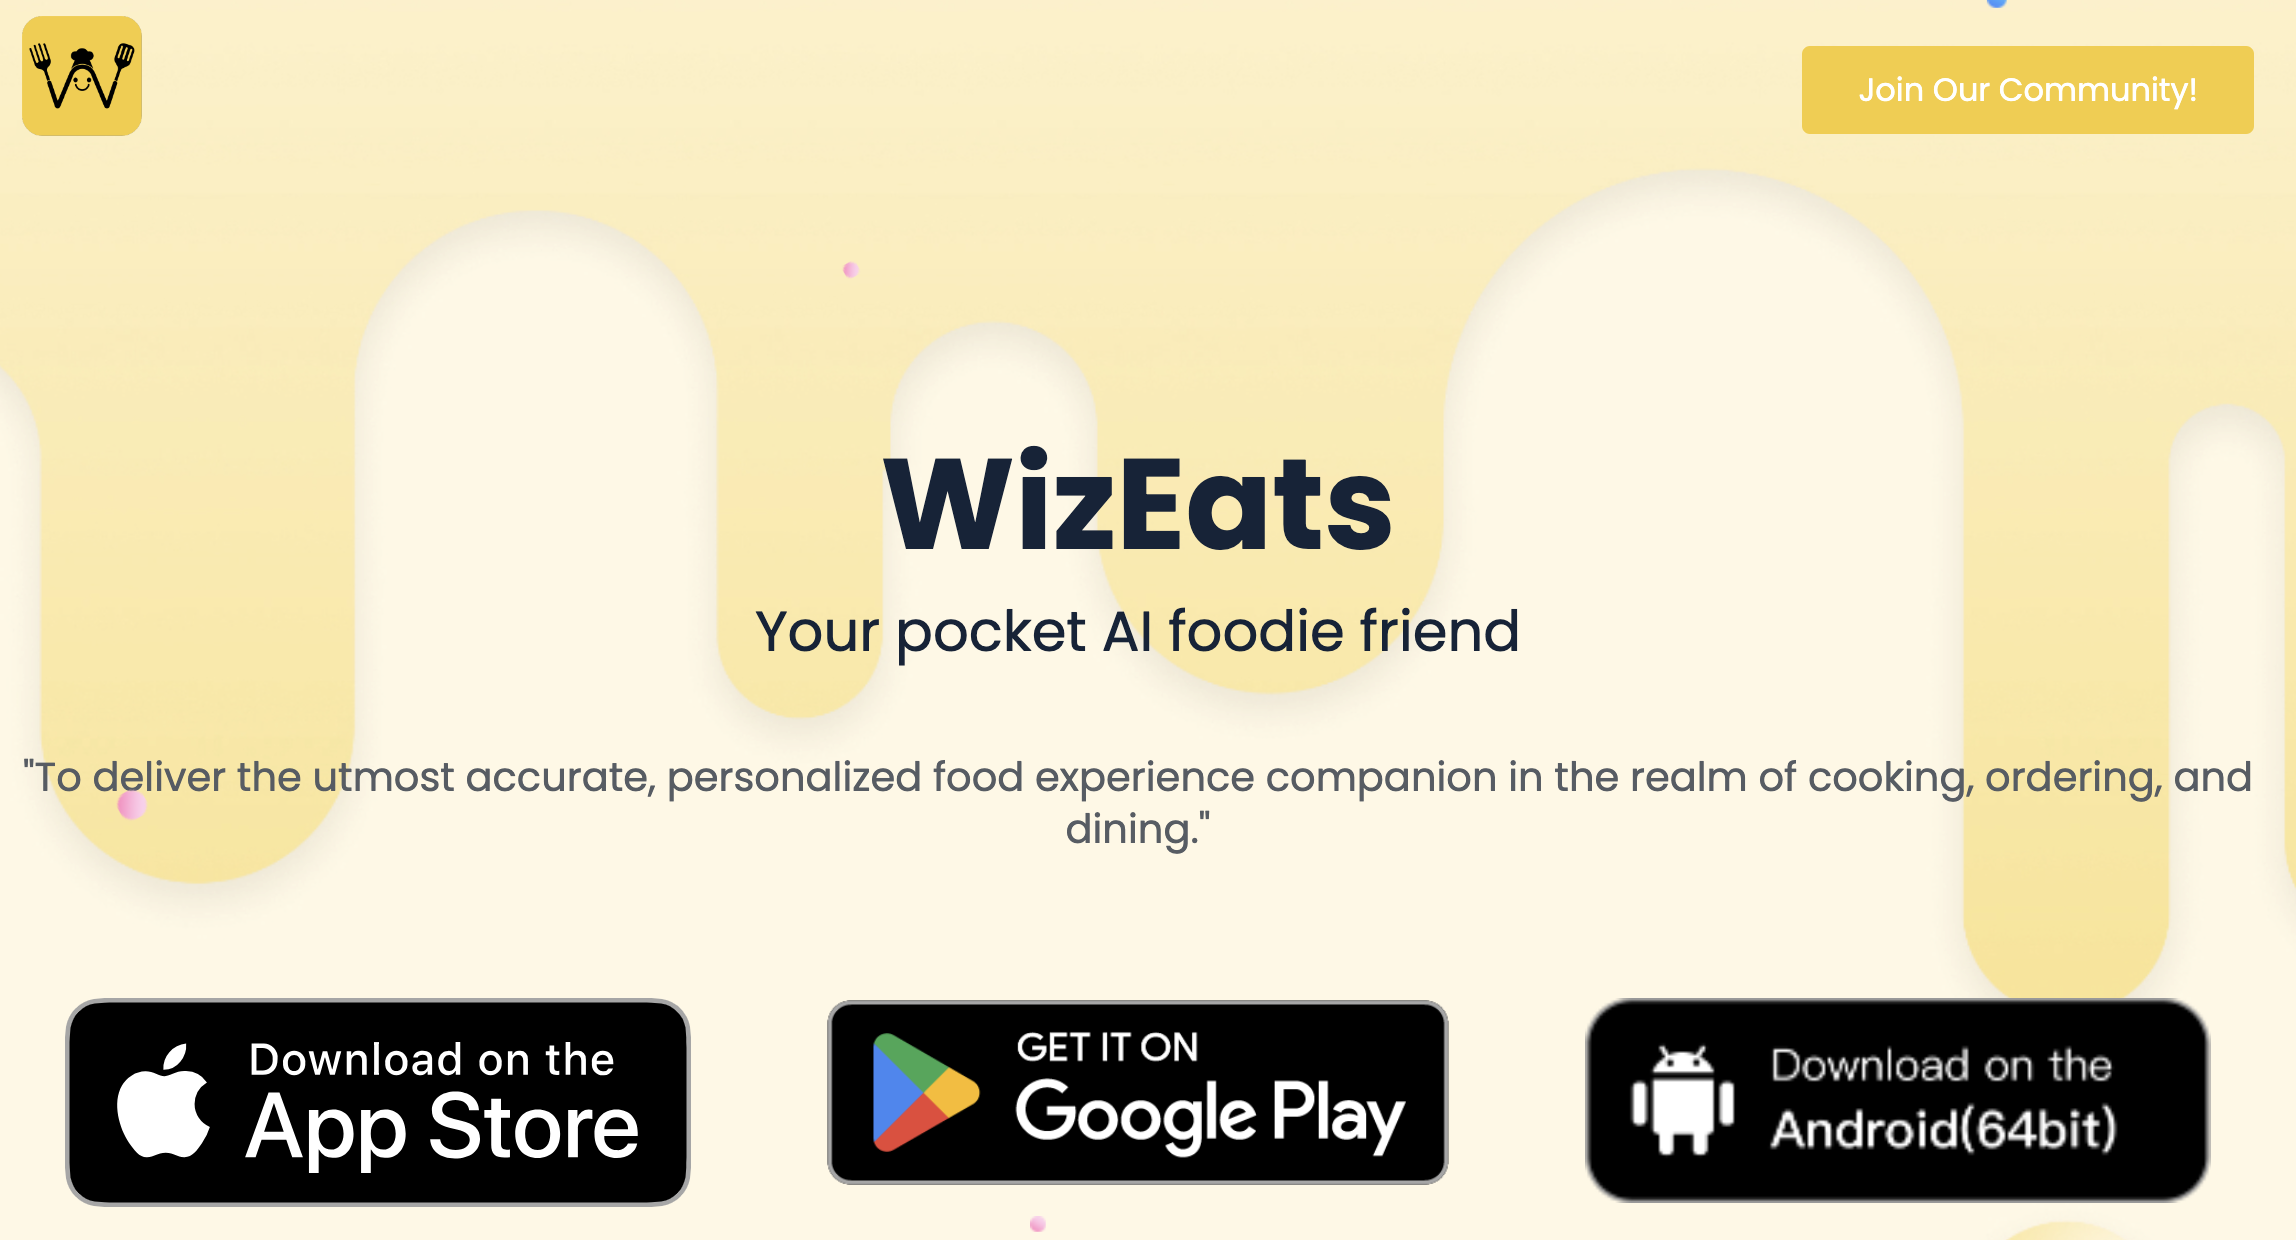 Join Our Community!
WizEats
Your pocket AI foodie friend
"To deliver the utmost accurate, personalized food experience companion in the realm of cooking, ordering, and
dining."
Download on the
App Store
GET IT ON
Google Play
Download on the
Android(64bit)